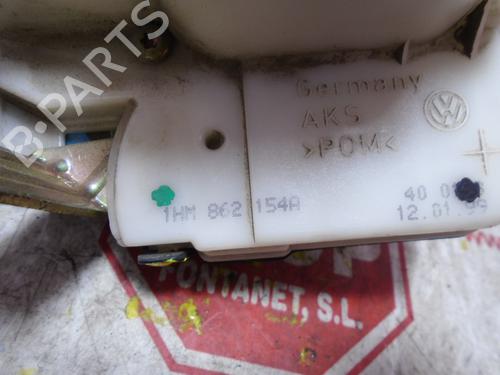 B-PARTS
Germany
AKS
>POM<
1HM 862 154A
40
12.01.99
FONTANET, S.L.